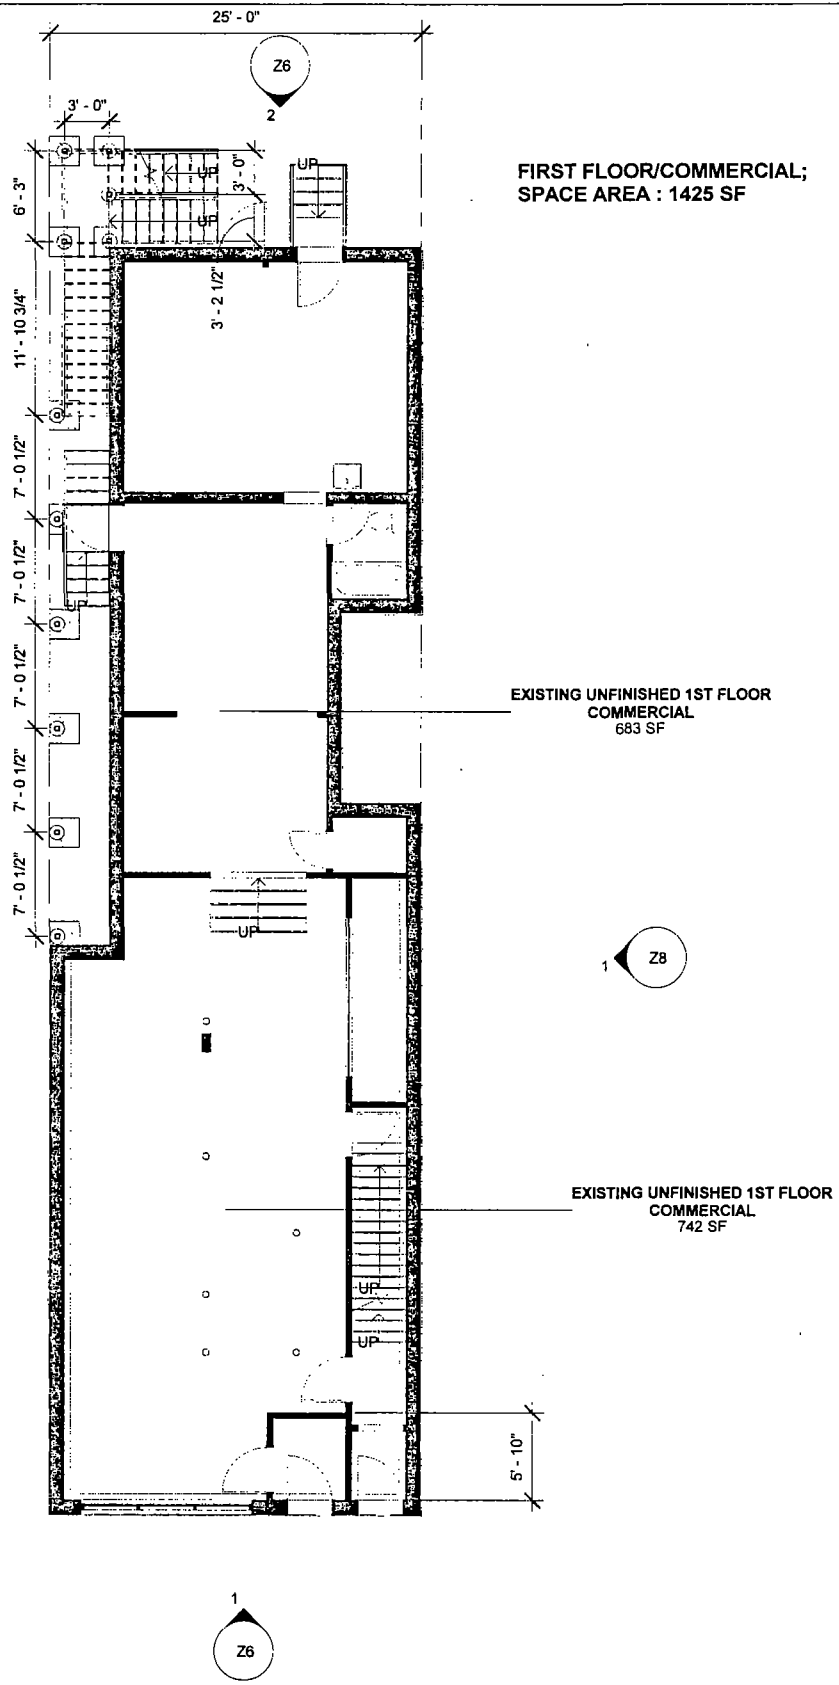 25' - 0"
Z6
2
3' - 0"
UP
3' - 0"
UP
UP
6' - 3"
3' - 2 1/2"
FIRST FLOOR/COMMERCIAL;
SPACE AREA : 1425 SF
11' - 10 3/4"
7' - 0 1/2"
7' - 0 1/2"
UP
7' - 0 1/2"
7' - 0 1/2"
7' - 0 1/2"
EXISTING UNFINISHED 1ST FLOOR
COMMERCIAL
683 SF
UP
1
Z8
EXISTING UNFINISHED 1ST FLOOR
COMMERCIAL
742 SF
UP
UP
5' - 10"
1
Z6